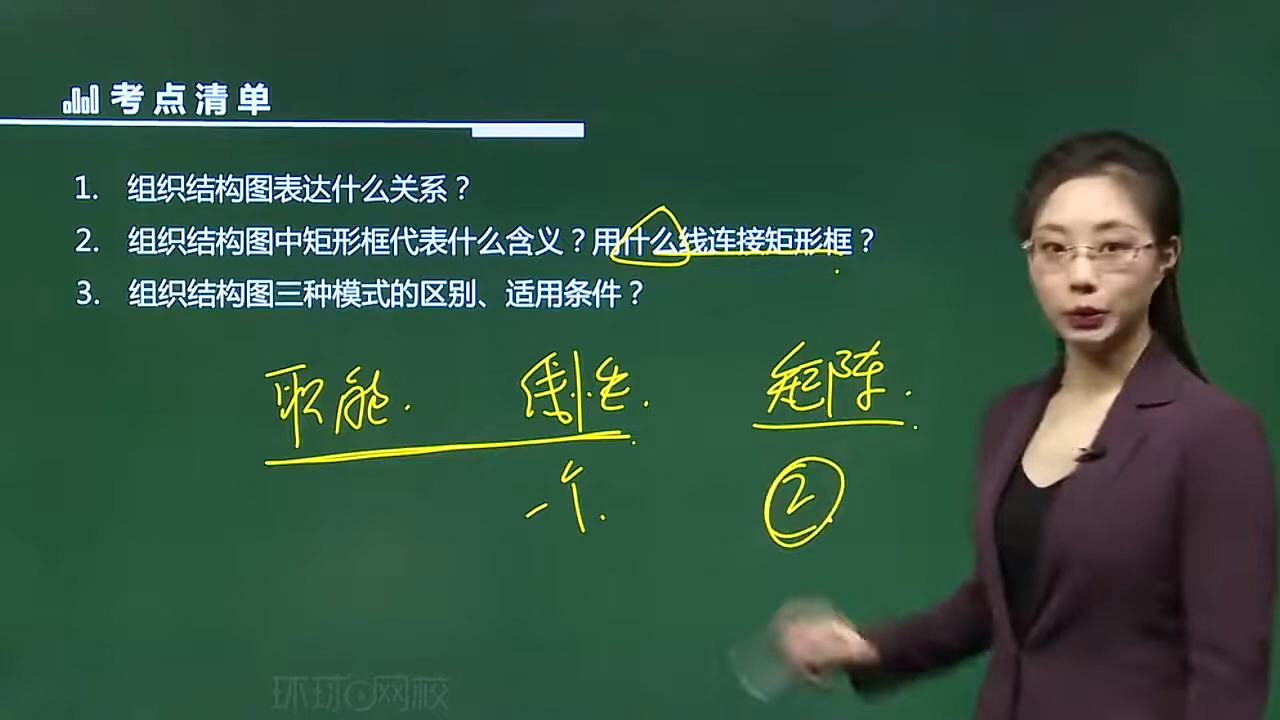 考点清单
1. 组织结构图表达什么关系？
2. 组织结构图中矩形框代表什么含义？用什么线连接矩形框？
3. 组织结构图三种模式的区别、适用条件？
职能. 线性. 矩阵.
一个. ②
环球网校